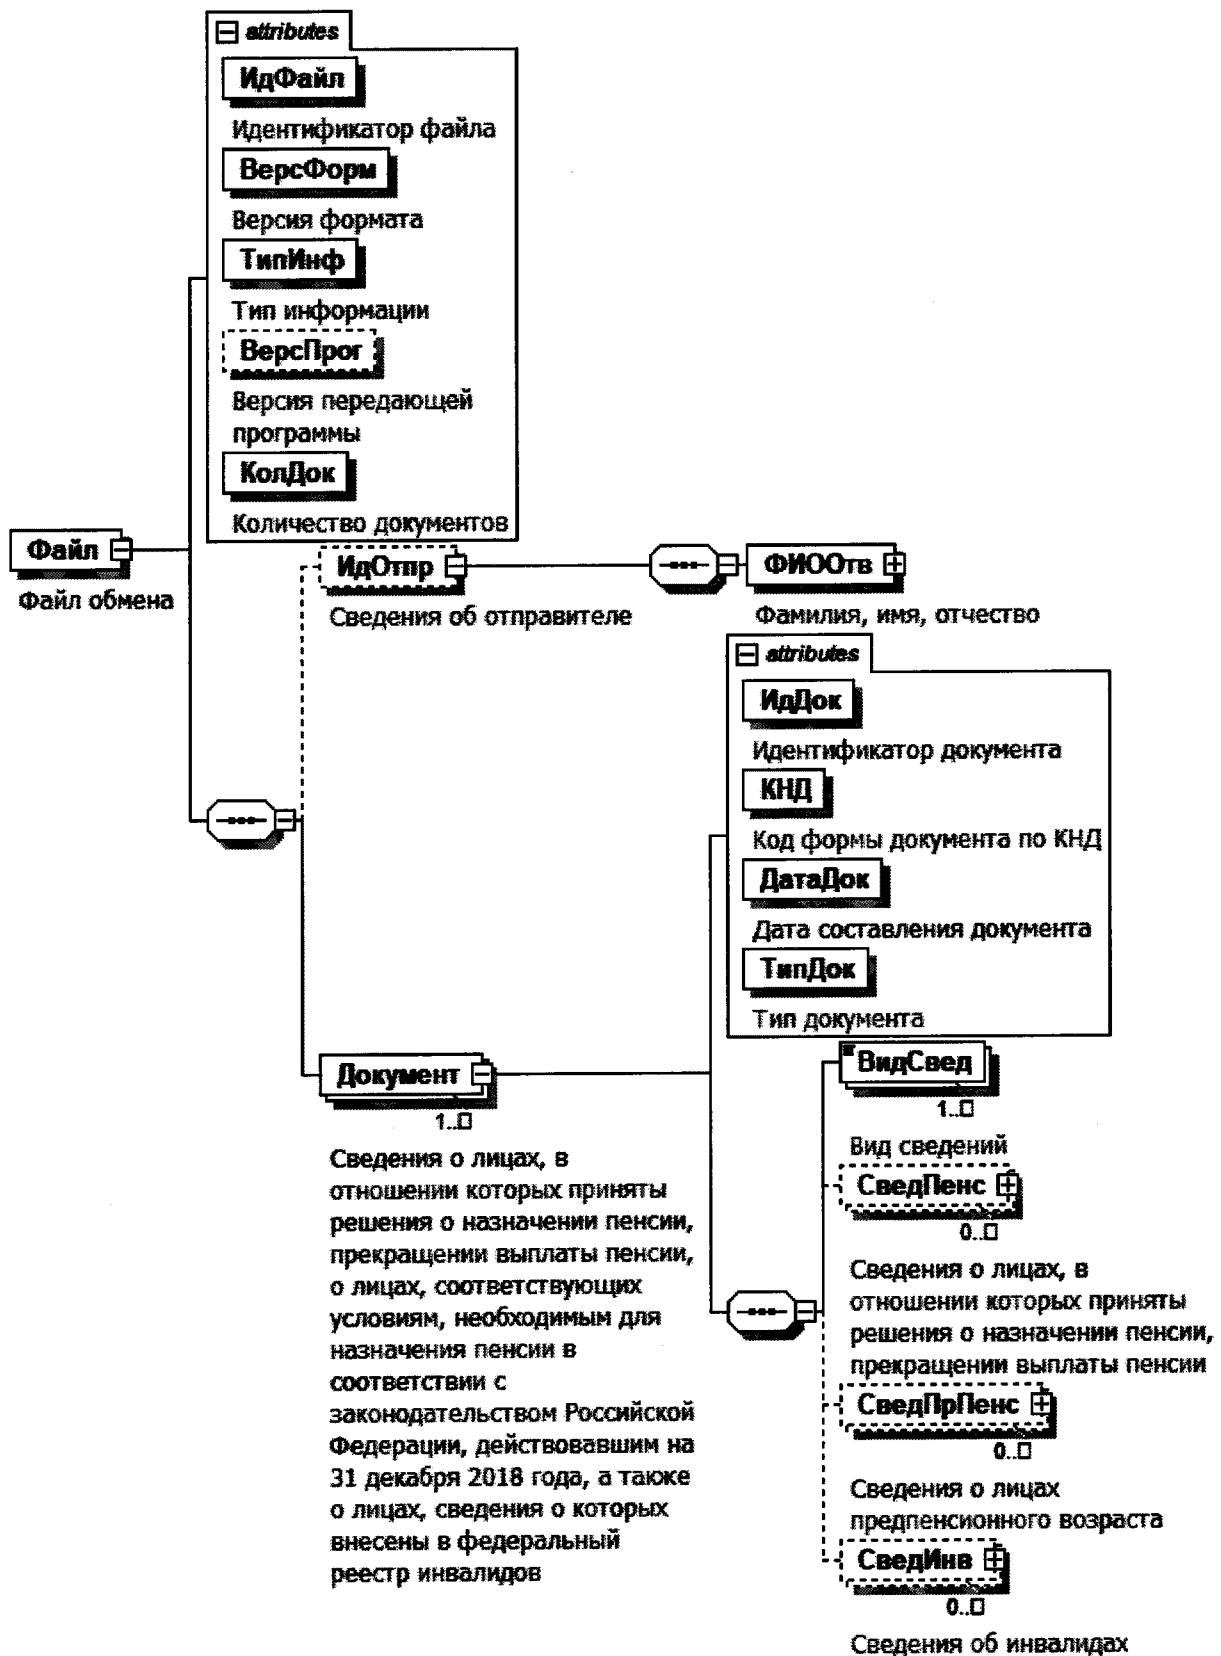 attributes
ИдФайл
Идентификатор файла
ВерсФорм
Версия формата
ТипИнф
Тип информации
ВерсПрог
Версия передающей
программы
КолДок
Количество документов
Файл
Файл обмена
ИдОтпр
Сведения об отправителе
ФИООтв
Фамилия, имя, отчество
attributes
ИдДок
Идентификатор документа
КНД
Код формы документа по КНД
ДатаДок
Дата составления документа
ТипДок
Тип документа
Документ
1..□
Сведения о лицах, в
отношении которых приняты
решения о назначении пенсии,
прекращении выплаты пенсии,
о лицах, соответствующих
условиям, необходимым для
назначения пенсии в
соответствии с
законодательством Российской
Федерации, действовавшим на
31 декабря 2018 года, а также
о лицах, сведения о которых
внесены в федеральный
реестр инвалидов
ВидСвед
1..□
Вид сведений
СведПенс
0..□
Сведения о лицах, в
отношении которых приняты
решения о назначении пенсии,
прекращении выплаты пенсии
СведПрПенс
0..□
Сведения о лицах
предпенсионного возраста
СведИнв
0..□
Сведения об инвалидах